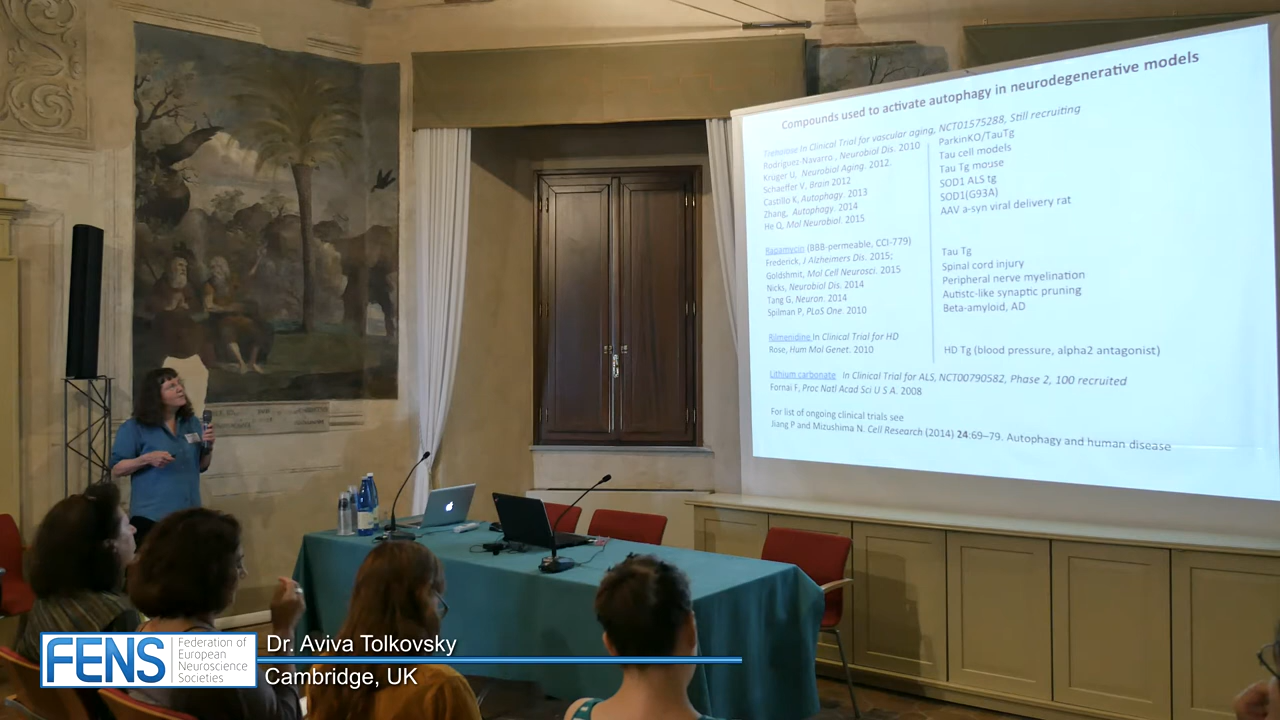 Compounds used to activate autophagy in neurodegenerative models
Trehalose In Clinical Trial for vascular aging, NCT01575288, Still recruiting
Rodriguez-Navarro , Neurobiol Dis. 2010
ParkinKO/TauTg
Krüger U, Neurobiol Aging. 2012.
Tau cell models
Schaeffer V, Brain 2012
Tau Tg mouse
Castillo K, Autophagy. 2013
SOD1 ALS tg
Zhang, Autophagy. 2014
SOD1(G93A)
He Q, Mol Neurobiol. 2015
AAV a-syn viral delivery rat
Rapamycin (BBB-permeable, CCI-779)
Frederick, J Alzheimers Dis. 2015;
Tau Tg
Goldshmit, Mol Cell Neurosci. 2015
Spinal cord injury
Nicks, Neurobiol Dis. 2014
Peripheral nerve myelination
Tang G, Neuron. 2014
Autistc-like synaptic pruning
Spilman P, PLoS One. 2010
Beta-amyloid, AD
Rilmenidine In Clinical Trial for HD
Rose, Hum Mol Genet. 2010
HD Tg (blood pressure, alpha2 antagonist)
Lithium carbonate In Clinical Trial for ALS, NCT00790582, Phase 2, 100 recruited
Fornai F, Proc Natl Acad Sci U S A. 2008
For list of ongoing clinical trials see
Jiang P and Mizushima N. Cell Research (2014) 24:69–79. Autophagy and human disease
FENS
Federation of
European
Neuroscience
Societies
Dr. Aviva Tolkovsky
Cambridge, UK